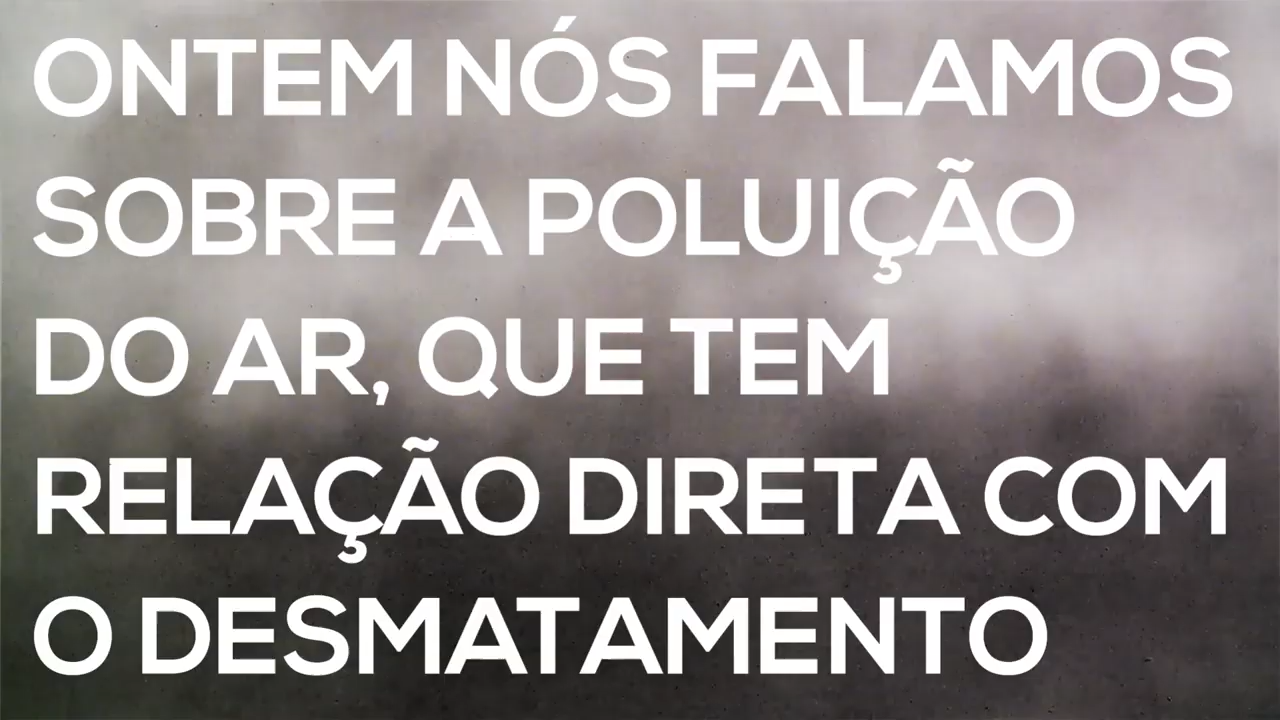 ONTEM NÓS FALAMOS
SOBRE A POLUIÇÃO
DO AR, QUE TEM
RELAÇÃO DIRETA COM
O DESMATAMENTO